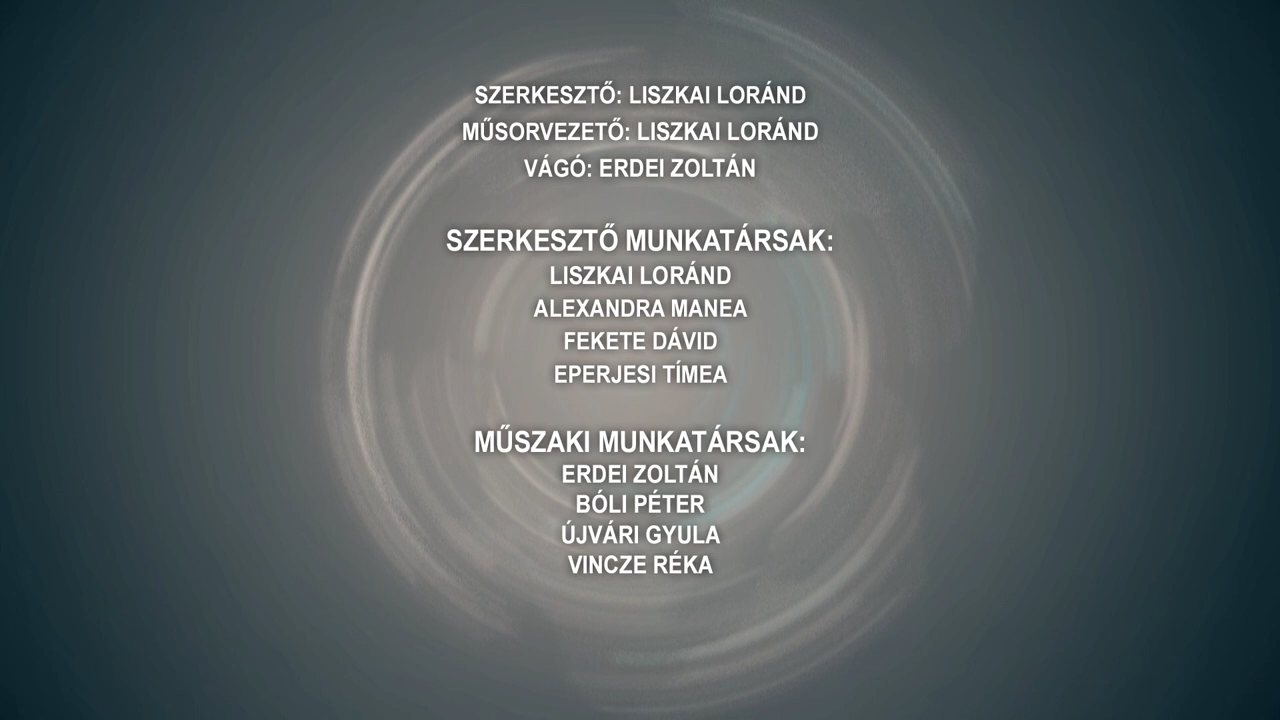 SZERKESZTŐ: LISZKAI LORÁND
MŰSORVEZETŐ: LISZKAI LORÁND
VÁGÓ: ERDEI ZOLTÁN
SZERKESZTŐ MUNKATÁRSAK:
LISZKAI LORÁND
ALEXANDRA MANEA
FEKETE DÁVID
EPERJESI TÍMEA
MŰSZAKI MUNKATÁRSAK:
ERDEI ZOLTÁN
BÓLI PÉTER
ÚJVÁRI GYULA
VINCZE RÉKA